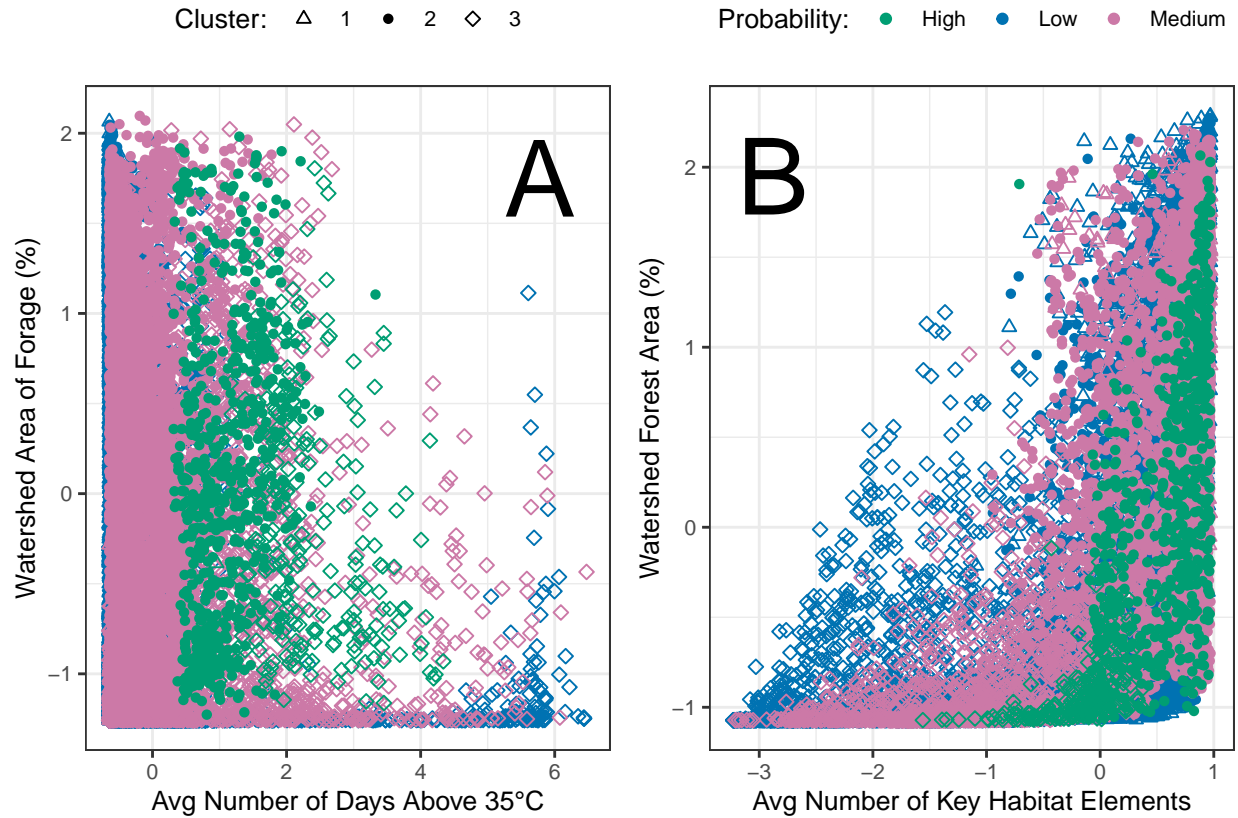 Cluster: 1 2 3
Probability: High Low Medium
A
Watershed Area of Forage (%)
2
1
0
−1
0 2 4 6
Avg Number of Days Above 35°C
B
Watershed Forest Area (%)
2
1
0
−1
−3 −2 −1 0 1
Avg Number of Key Habitat Elements